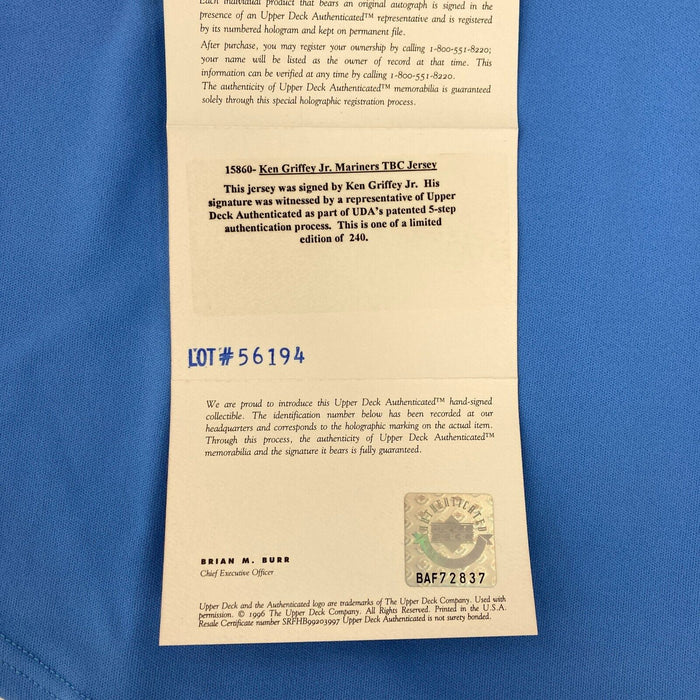 Each individual product that bears an original autograph is signed in the
presence of an Upper Deck Authenticated™ representative and is registered
by its numbered hologram and kept on permanent file.
After purchase, you may register your ownership by calling 1-800-551-8220;
your name will be listed as the owner of record at that time. This
information can be verified at any time by calling 1-800-551-8220.
The authenticity of Upper Deck Authenticated™ memorabilia is guaranteed
solely through this special holographic registration process.
15860- Ken Griffey Jr. Mariners TBC Jersey
This jersey was signed by Ken Griffey Jr. His
signature was witnessed by a representative of Upper
Deck Authenticated as part of UDA's patented 5-step
authentication process. This is one of a limited
edition of 240.
LOT#56194
We are proud to introduce this Upper Deck Authenticated™ hand-signed
collectible. The identification number below has been recorded at our
headquarters and corresponds to the holographic marking on the actual item.
Through this process, the authenticity of Upper Deck Authenticated™
memorabilia and the signature it bears is fully guaranteed.
AUTHENTICATED
BAF72837
BRIAN M. BURR
Chief Executive Officer
Upper Deck and the Authenticated logo are trademarks of The Upper Deck Company. Used with
permission. © 1996 The Upper Deck Company. All Rights Reserved. Printed in the U.S.A.
Resale Certificate number SRFHB99203997 Upper Deck Authenticated is not surety bonded.